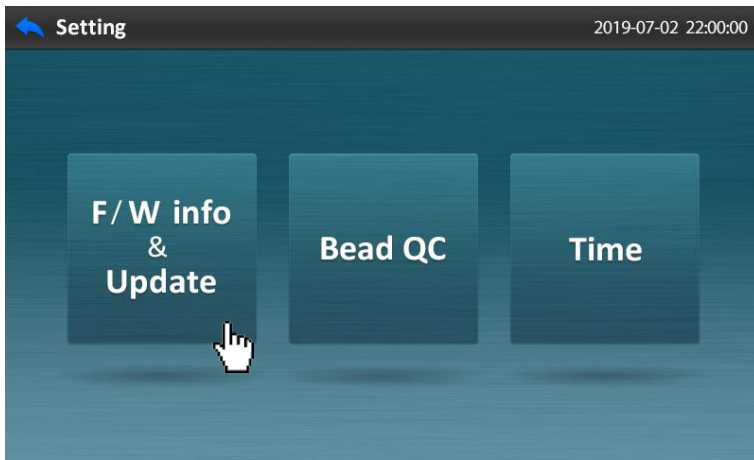 Setting
2019-07-02 22:00:00
F/W info
&
Update
Bead QC
Time